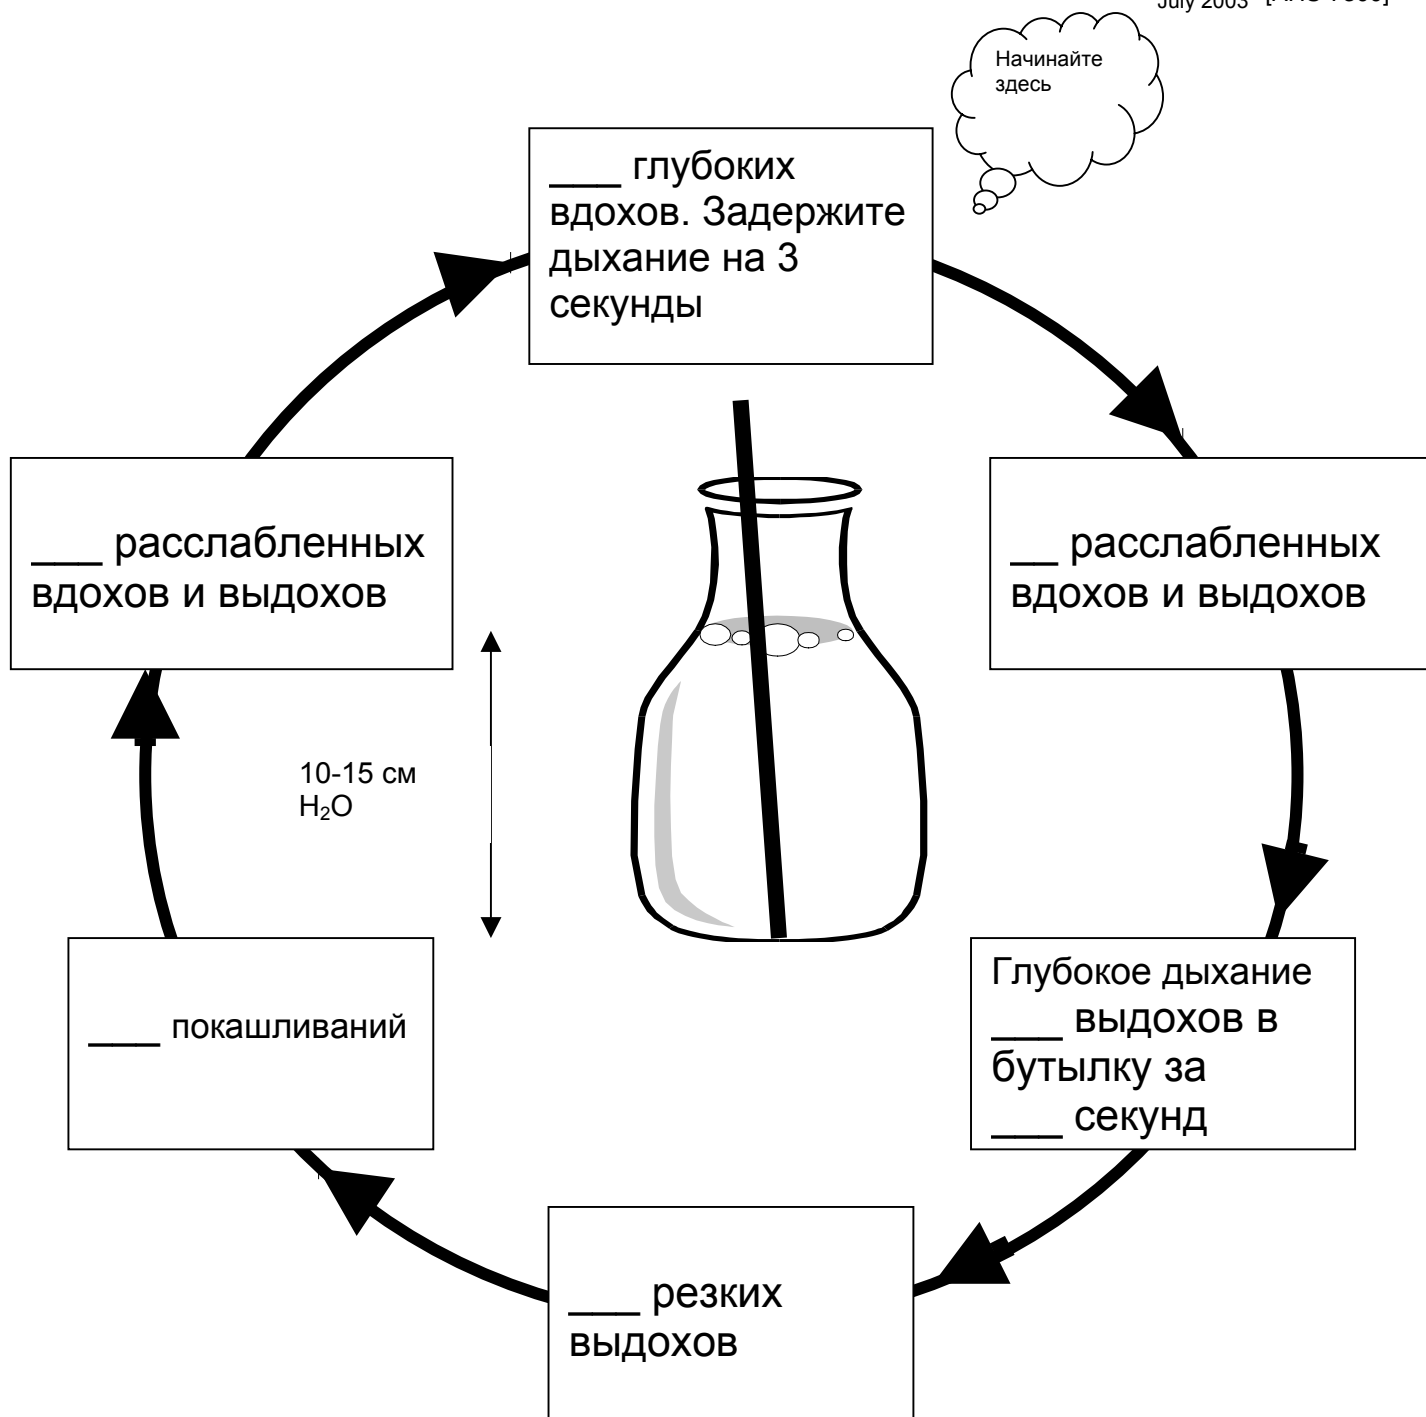 July 2003
Начинайте
здесь
___ глубоких
вдохов. Задержите
дыхание на 3
секунды
__ расслабленных
вдохов и выдохов
Глубокое дыхание
___ выдохов в
бутылку за
___ секунд
___ резких
выдохов
___ покашливаний
___ расслабленных
вдохов и выдохов
10-15 см
H₂O